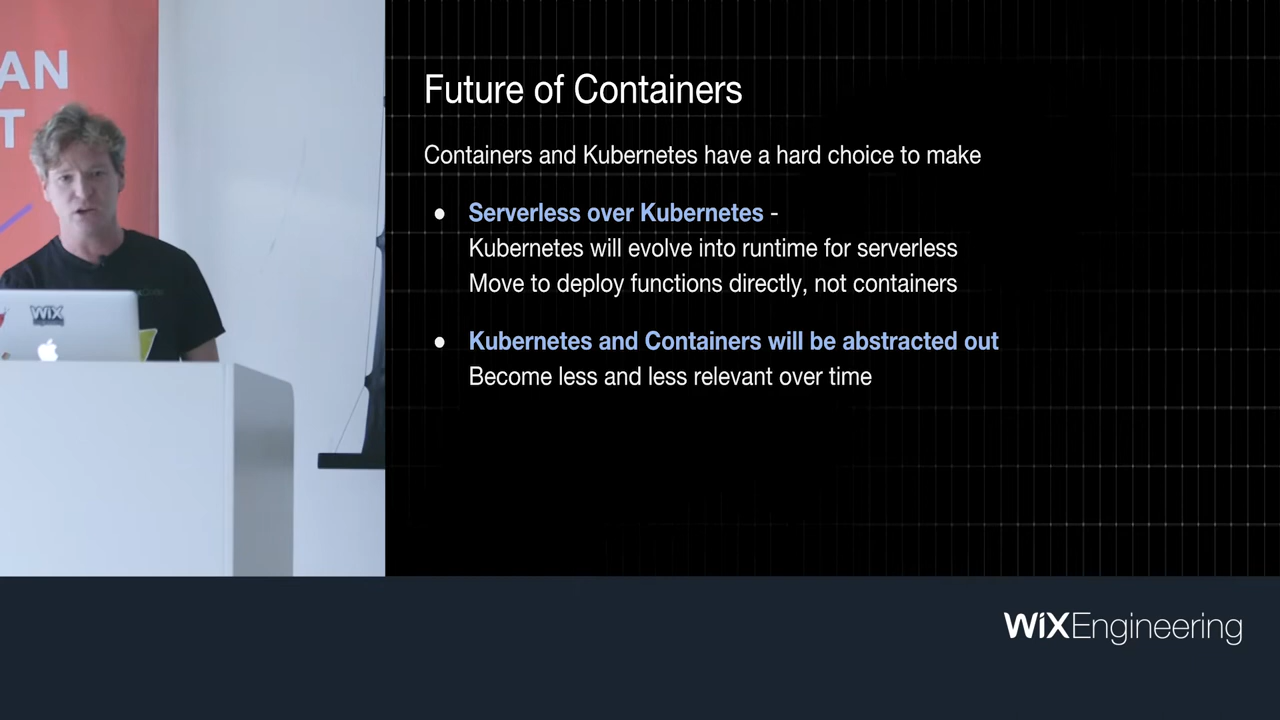 AN
T
WiX
Future of Containers
Containers and Kubernetes have a hard choice to make
● Serverless over Kubernetes -
Kubernetes will evolve into runtime for serverless
Move to deploy functions directly, not containers
● Kubernetes and Containers will be abstracted out
Become less and less relevant over time
WiXEngineering